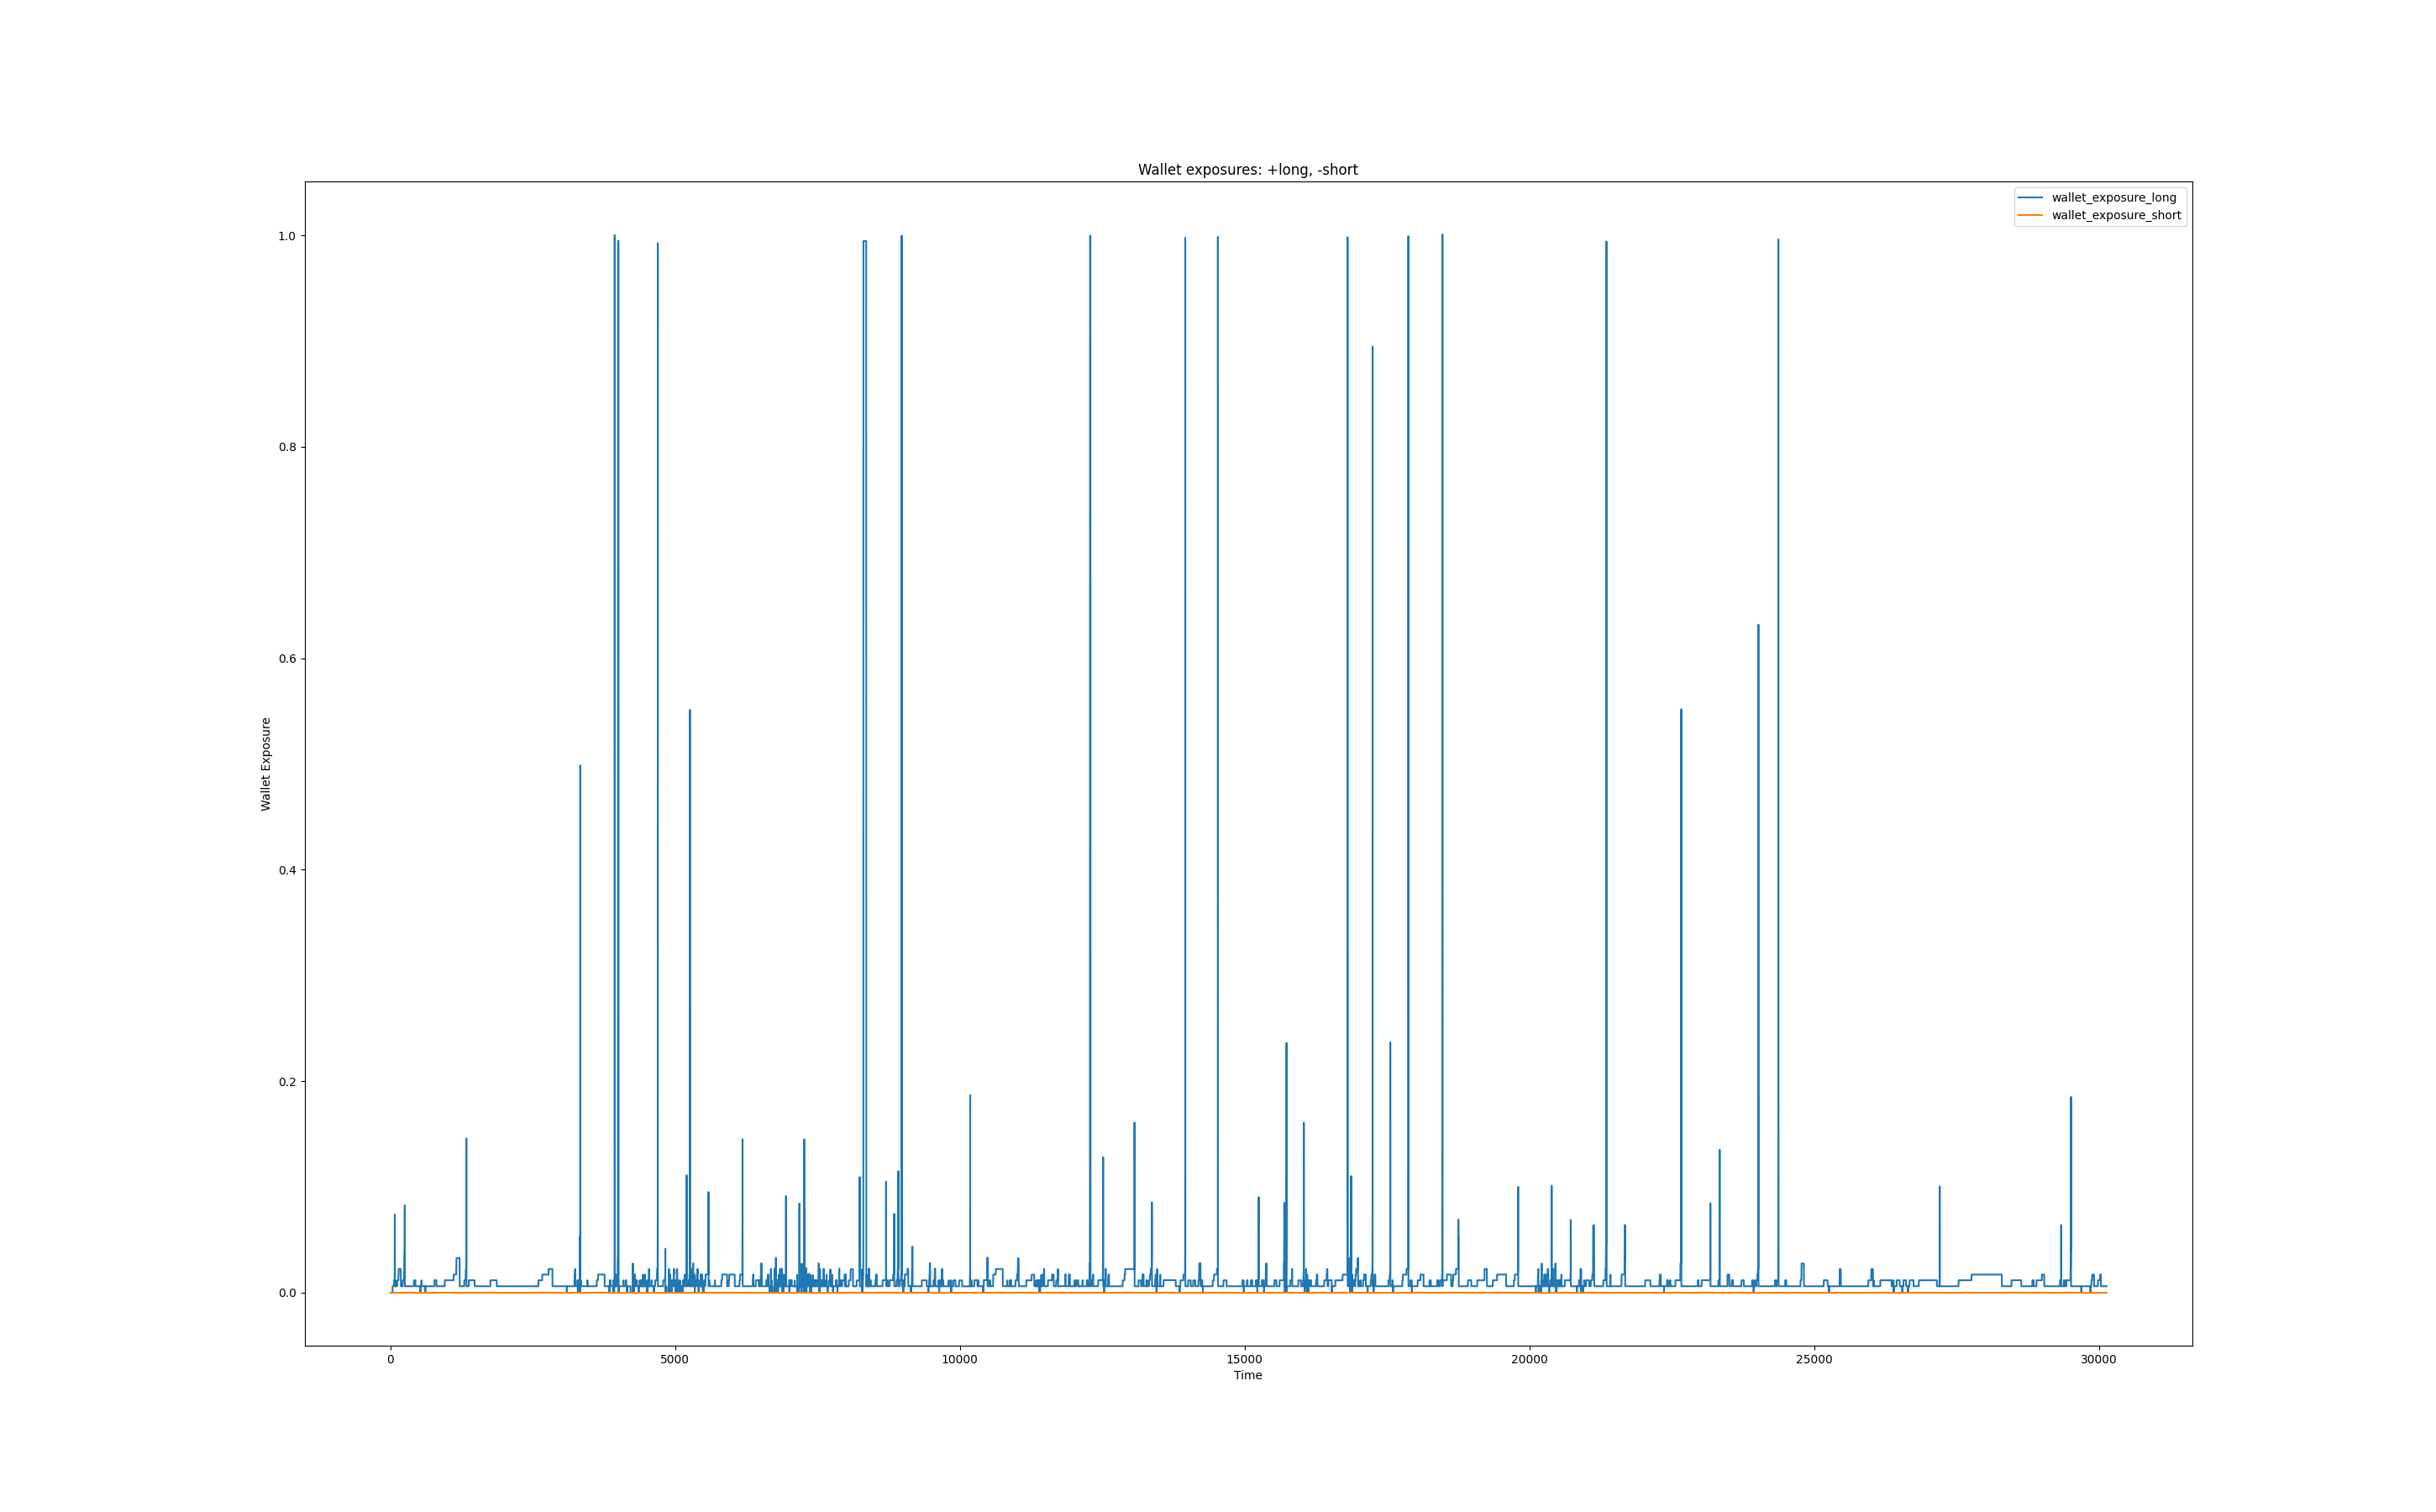 Wallet exposures: +long, -short
wallet_exposure_long
wallet_exposure_short
1.0
0.8
0.6
0.4
0.2
0.0
Wallet Exposure
0 5000 10000 15000 20000 25000 30000
Time